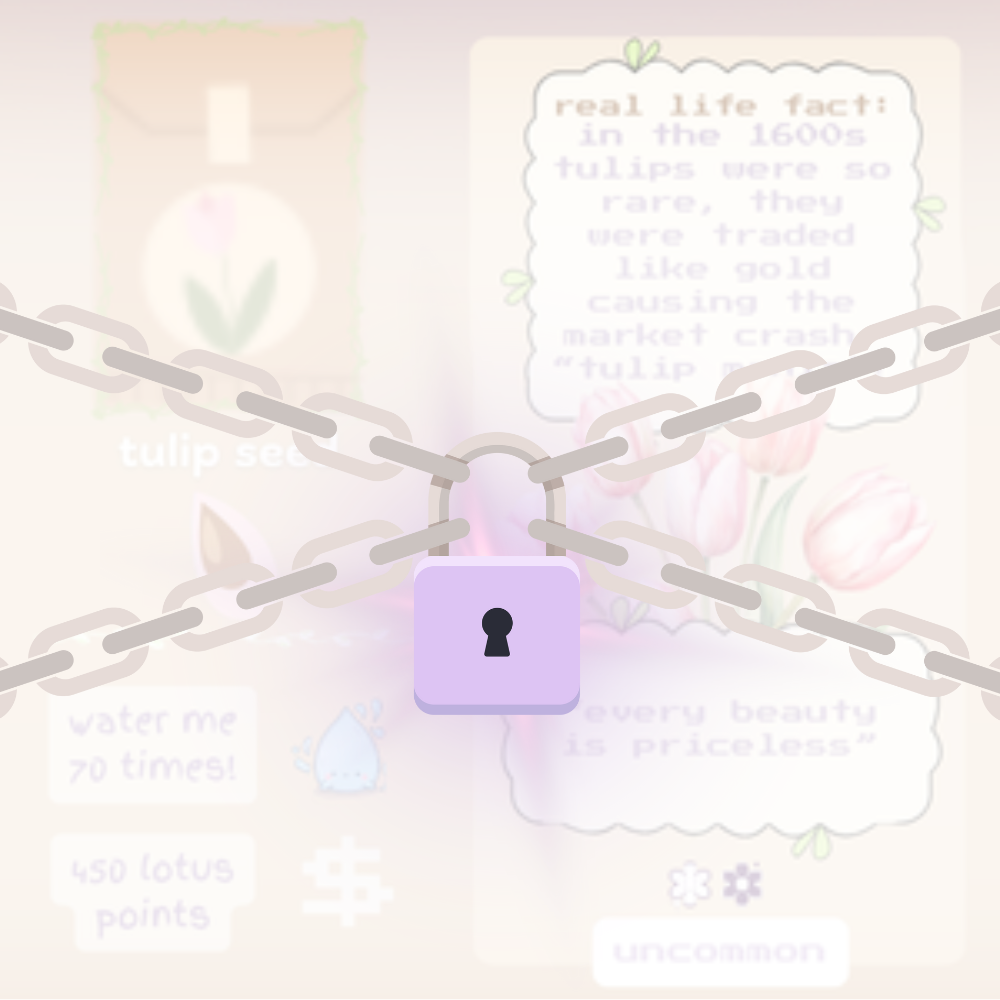 tulip seed
water me
70 times!
450 lotus
points
real life fact:
in the 1600s
tulips were so
rare, they
were traded
like gold
causing the
market crash
“tulip
every beauty
is priceless”
uncommon